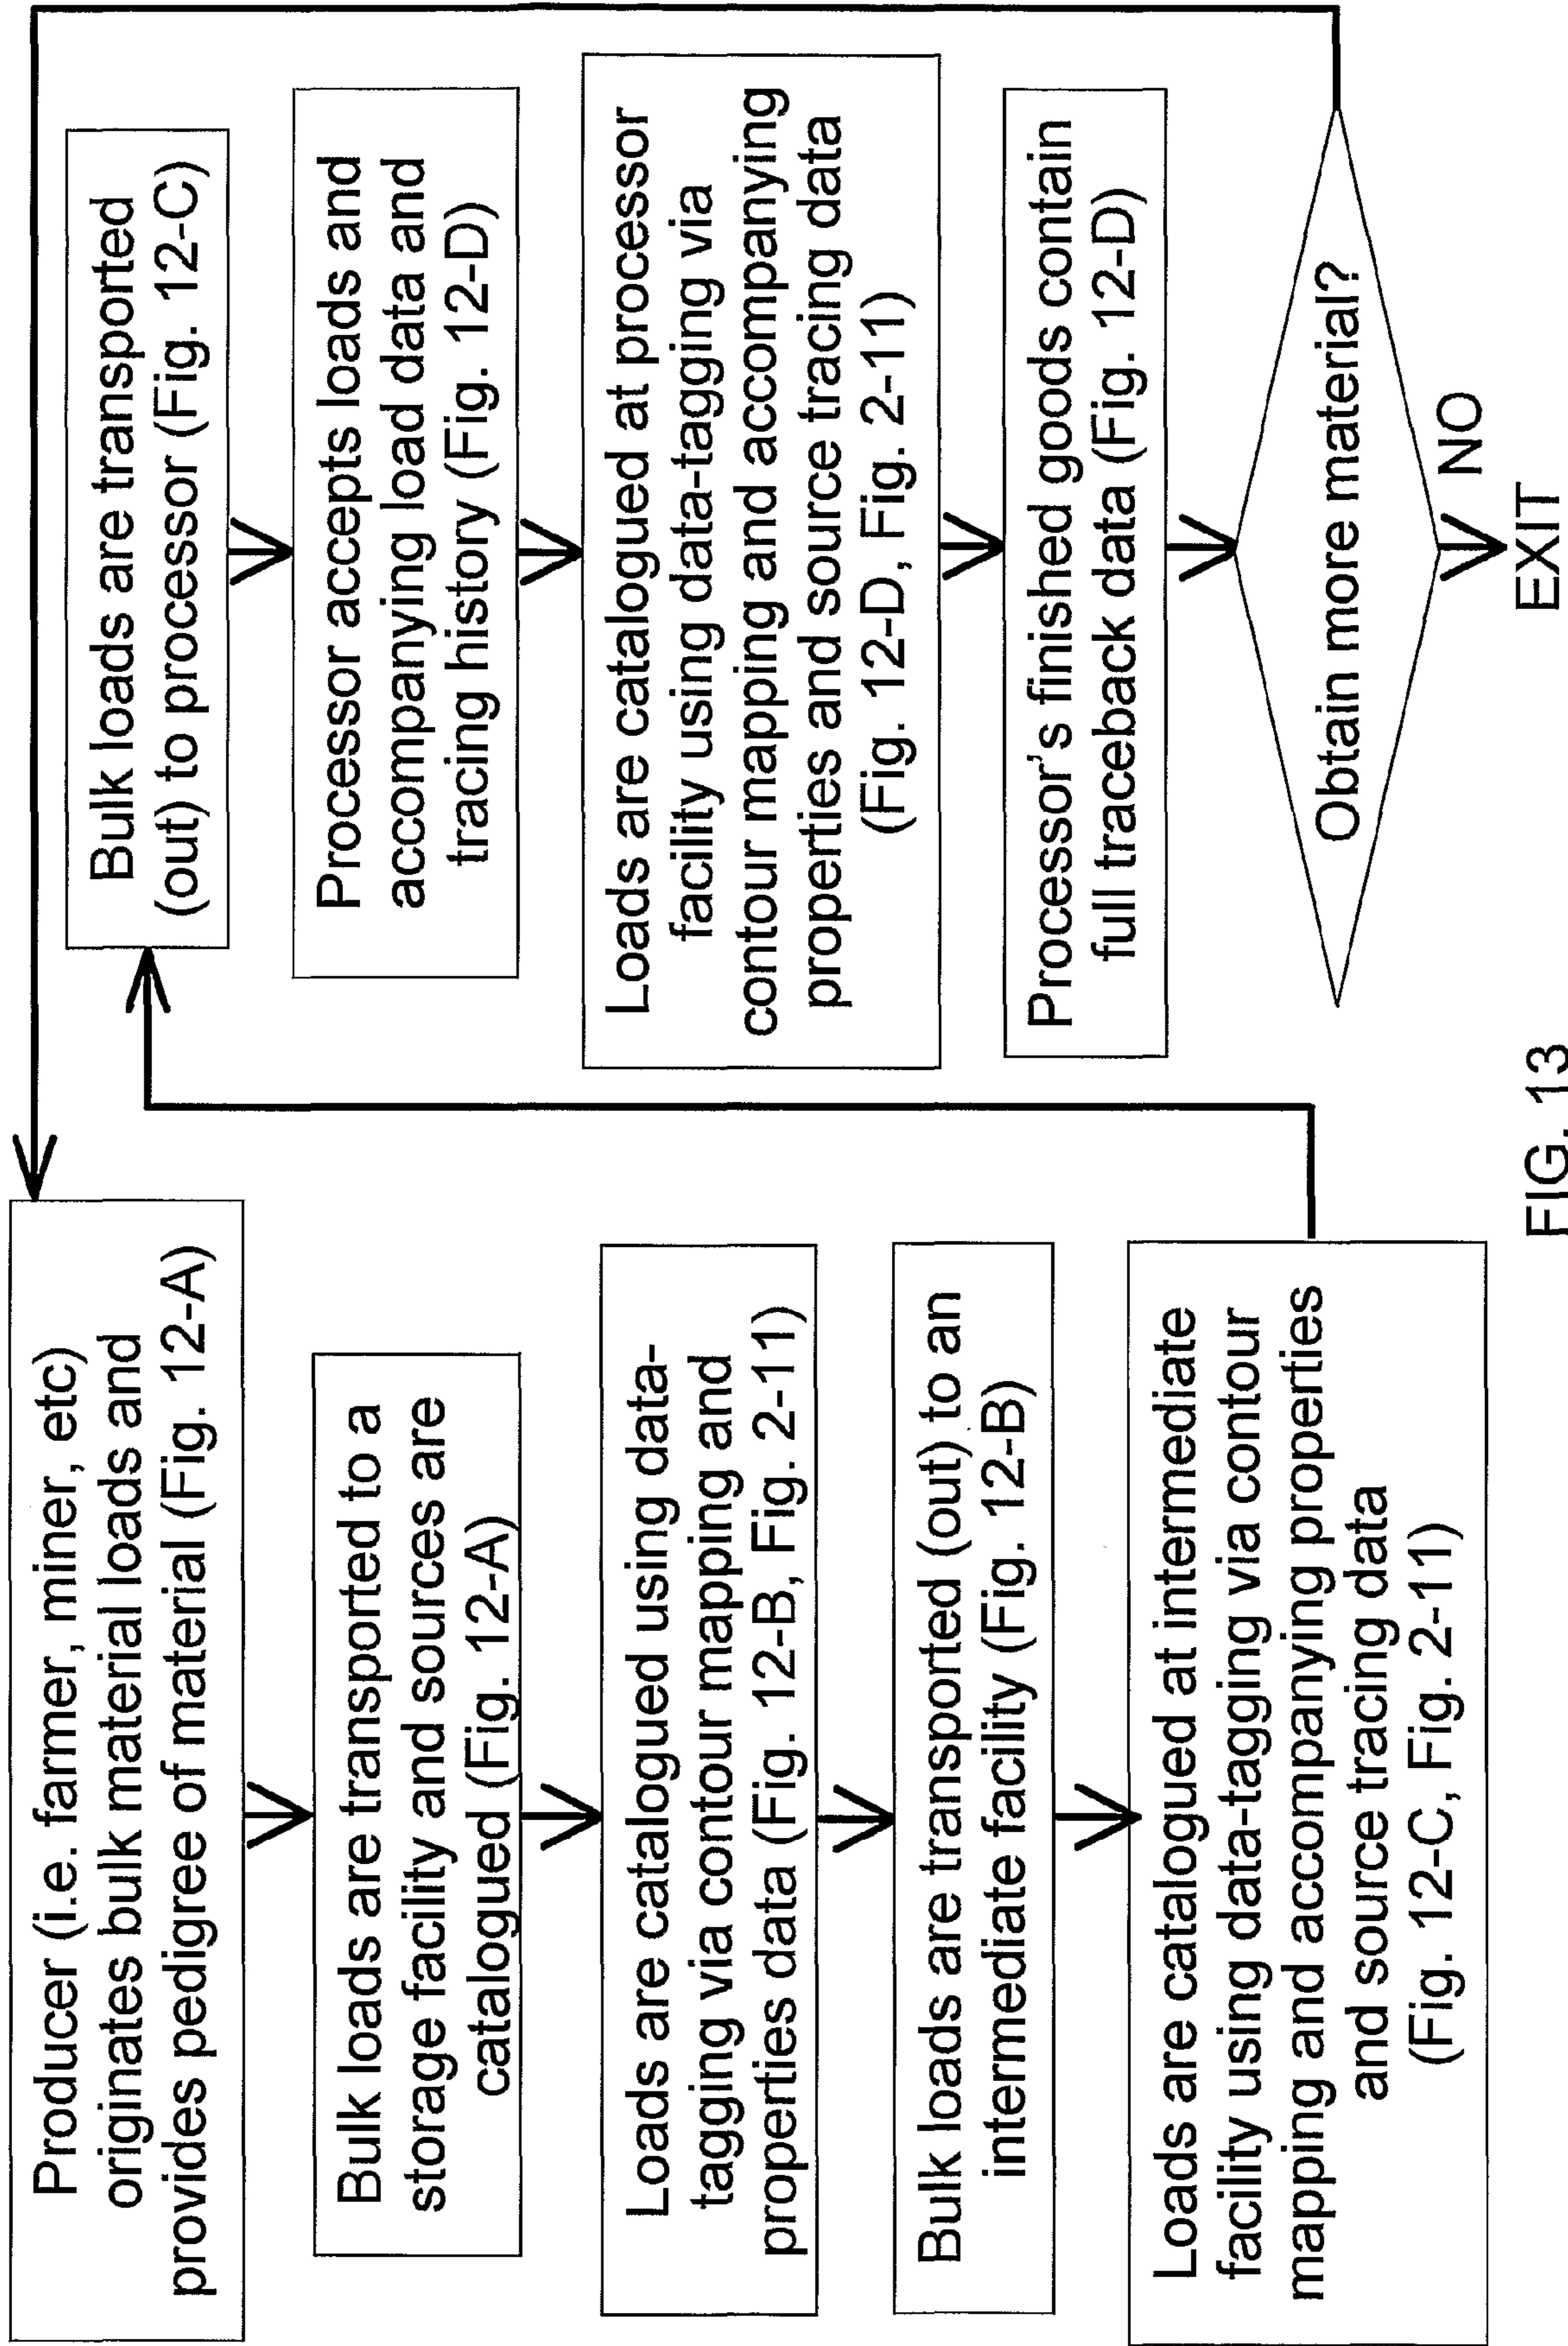 Producer (i.e. farmer, miner, etc)
originates bulk material loads and
provides pedigree of material (Fig. 12-A)
Bulk loads are transported to a
storage facility and sources are
catalogued (Fig. 12-A)
Loads are catalogued using data-
tagging via contour mapping and
properties data (Fig. 12-B, Fig. 2-11)
Bulk loads are transported (out) to an
intermediate facility (Fig. 12-B)
Loads are catalogued at intermediate
facility using data-tagging via contour
mapping and accompanying properties
and source tracing data
(Fig. 12-C, Fig. 2-11)
Bulk loads are transported
(out) to processor (Fig. 12-C)
Processor accepts loads and
accompanying load data and
tracing history (Fig. 12-D)
Loads are catalogued at processor
facility using data-tagging via
contour mapping and accompanying
properties and source tracing data
(Fig. 12-D, Fig. 2-11)
Processor's finished goods contain
full traceback data (Fig. 12-D)
Obtain more material?
NO
EXIT
FIG. 13